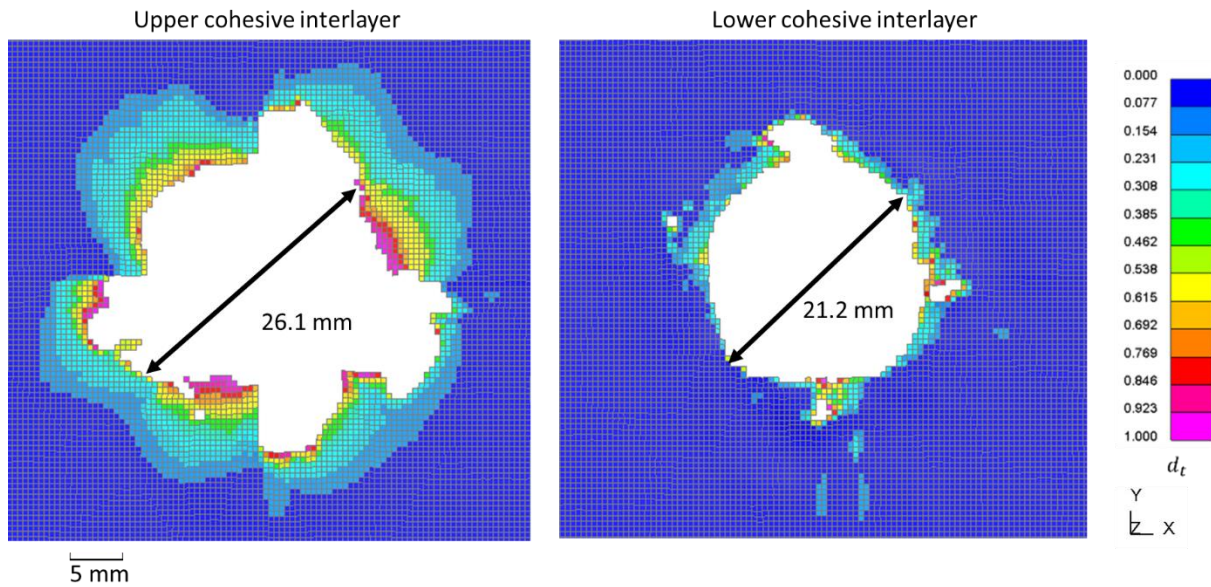 Upper cohesive interlayer
Lower cohesive interlayer
26.1 mm
21.2 mm
0.000
0.077
0.154
0.231
0.308
0.385
0.462
0.538
0.615
0.692
0.769
0.846
0.923
1.000
d_t
Y
Z X
5 mm